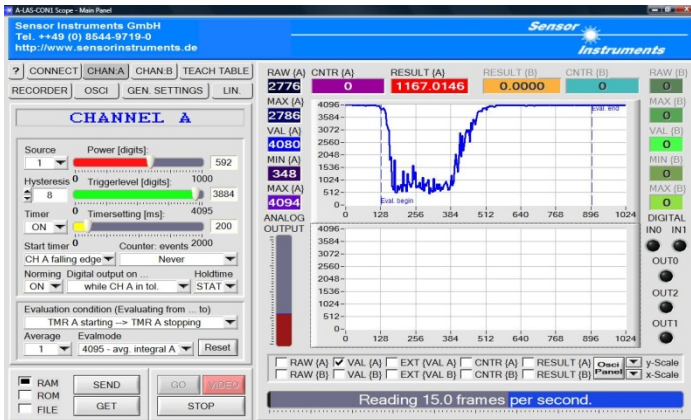 A-LAS-CON1 Scope - Main Panel
Sensor Instruments GmbH
Tel. ++49 (0) 8544-9719-0
http://www.sensorinstruments.de
Sensor
Instruments
? CONNECT CHAN:A CHAN:B TEACH TABLE
RECORDER OSCI GEN. SETTINGS LIN.
CHANNEL A
Source Power [digits]:
1 592
Hysteresis 0 Triggerlevel [digits]: 1000
8 3884
Timer 0 Timersetting [ms]: 4095
ON 200
Start timer 0 Counter: events 2000
CH A falling edge Never
Norming Digital output on ... Holdtime
ON while CH A in tol. STAT
Evaluation condition (Evaluating from ... to)
TMR A starting --> TMR A stopping
Average Evalmode
1 4095 - avg. integral A Reset
RAM
ROM
FILE
SEND GO VIDEO
GET STOP
RAW {A} CNTR {A} RESULT {A} RESULT {B} CNTR {B} RAW {B}
2776 0 1167.0146 0.0000 0 0
MAX {A} MAX {B}
2786 0
VAL {A} VAL {B}
4080 0
MIN {A} MIN {B}
348 0
MAX {A} MAX {B}
4094 0
4096-
3584-
3072-
2560-
2048-
1536-
1024-
512-
0-
Eval. begin
Eval. end
0 128 256 384 512 640 768 896 1024
ANALOG
OUTPUT
4096-
3584-
3072-
2560-
2048-
1536-
1024-
512-
0-
0 128 256 384 512 640 768 896 1024
DIGITAL
IN0 IN1
OUT0
OUT2
OUT1
RAW {A} VAL {A} EXT {VAL A} CNTR {A} RESULT {A} Osci y-Scale
RAW {B} VAL {B} EXT {VAL B} CNTR {B} RESULT {B} Panel x-Scale
Reading 15.0 frames per second.